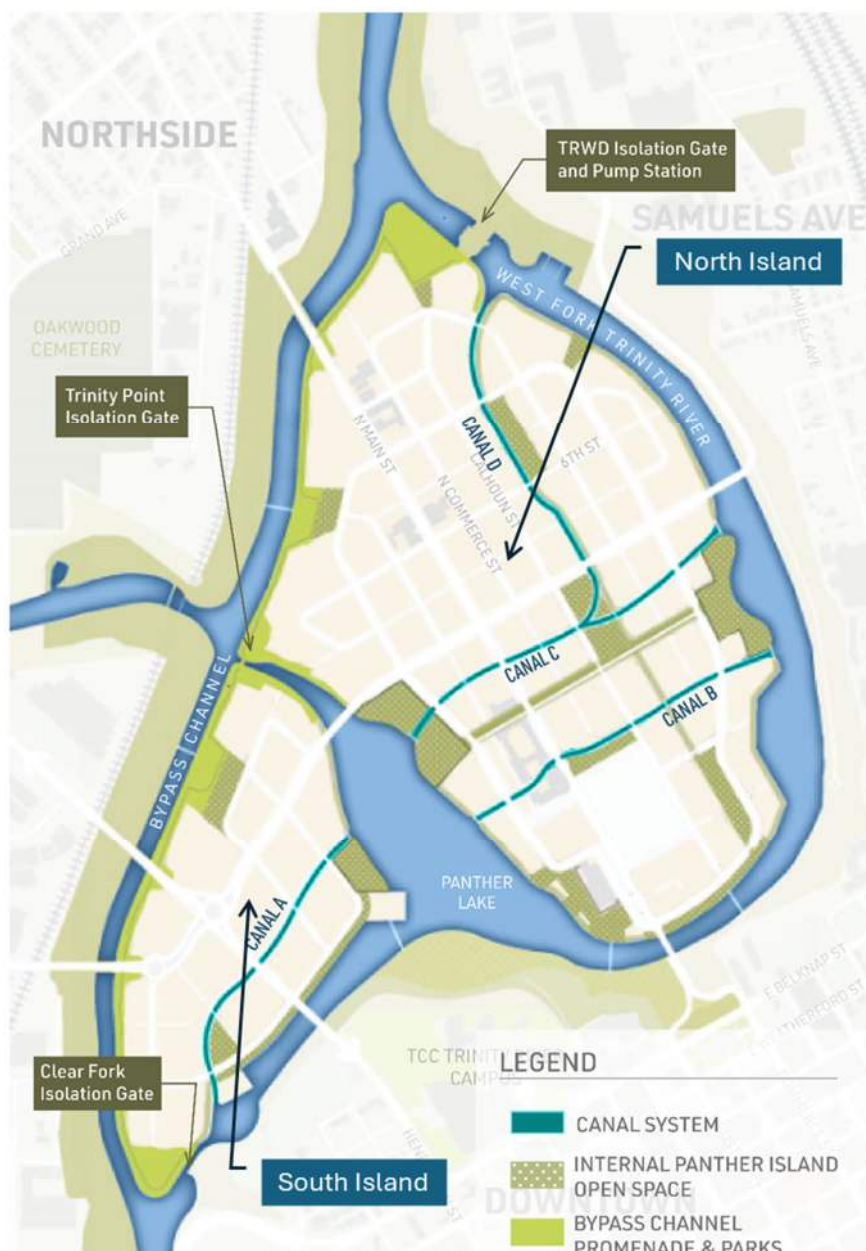 NORTHSIDE
TRWD Isolation Gate
and Pump Station
SAMUELS AVE
GRAND AVE
North Island
WEST FORK TRINITY RIVER
SAMUELS AVE
OAKWOOD
CEMETERY
Trinity Point
Isolation Gate
N MAIN ST
CANAL D
CALHOUN ST
6TH ST
N COMMERCE ST
CANAL C
BYPASS CHANNEL
CANAL B
PANTHER
LAKE
CANAL A
E BELKNAP ST
E WEATHERFORD ST
TCC TRINITY
CAMPUS
LEGEND
Clear Fork
Isolation Gate
CANAL SYSTEM
INTERNAL PANTHER ISLAND
OPEN SPACE
South Island
DOWNTOWN
BYPASS CHANNEL
PROMENADE & PARKS